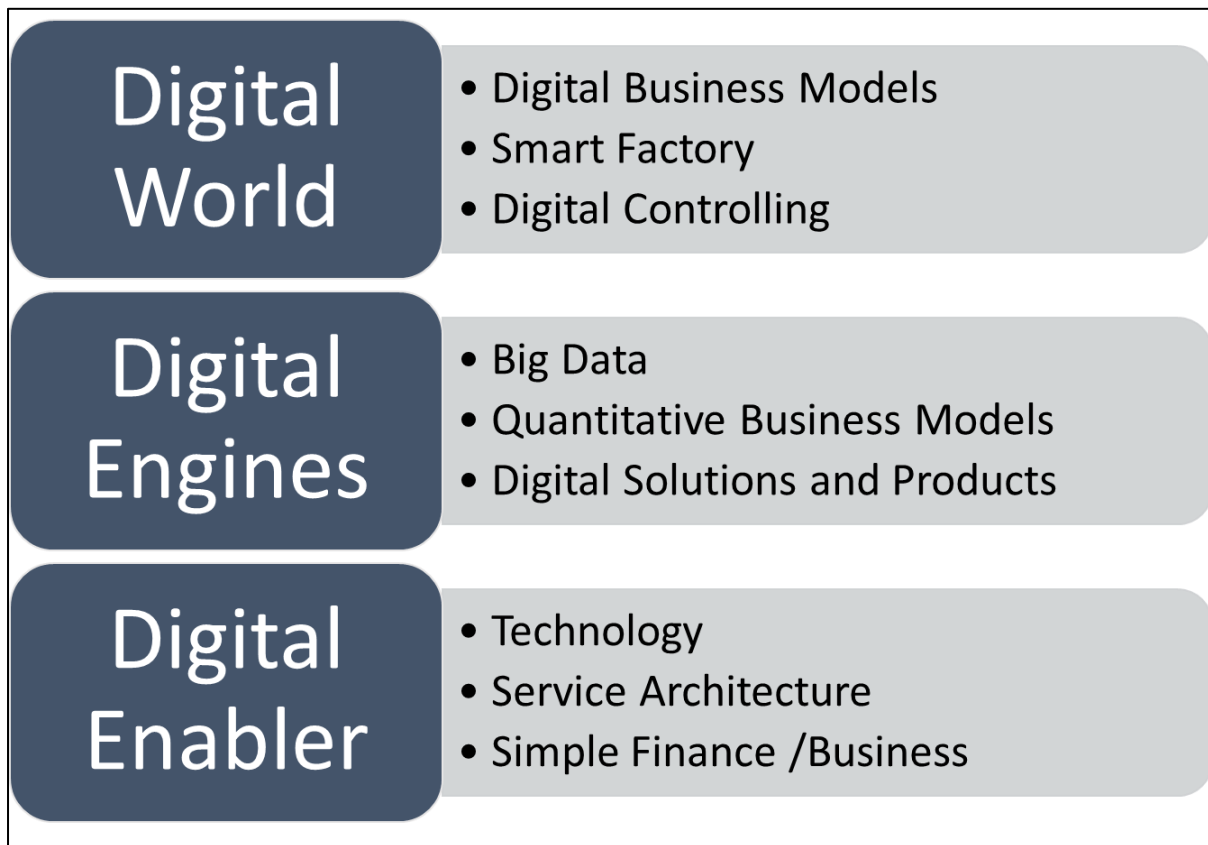 Digital
World
• Digital Business Models
• Smart Factory
• Digital Controlling
Digital
Engines
• Big Data
• Quantitative Business Models
• Digital Solutions and Products
Digital
Enabler
• Technology
• Service Architecture
• Simple Finance /Business